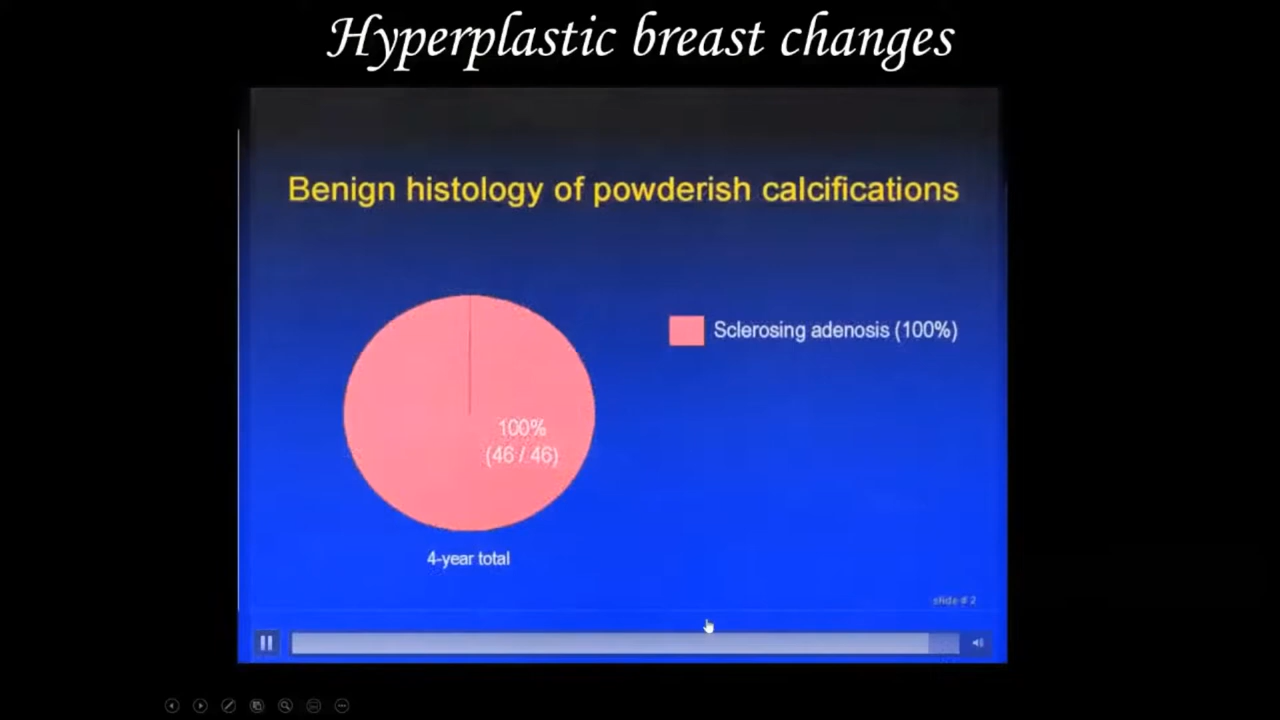 Hyperplastic breast changes
Benign histology of powderish calcifications
Sclerosing adenosis (100%)
100%
(46 / 46)
4-year total
slide # 2